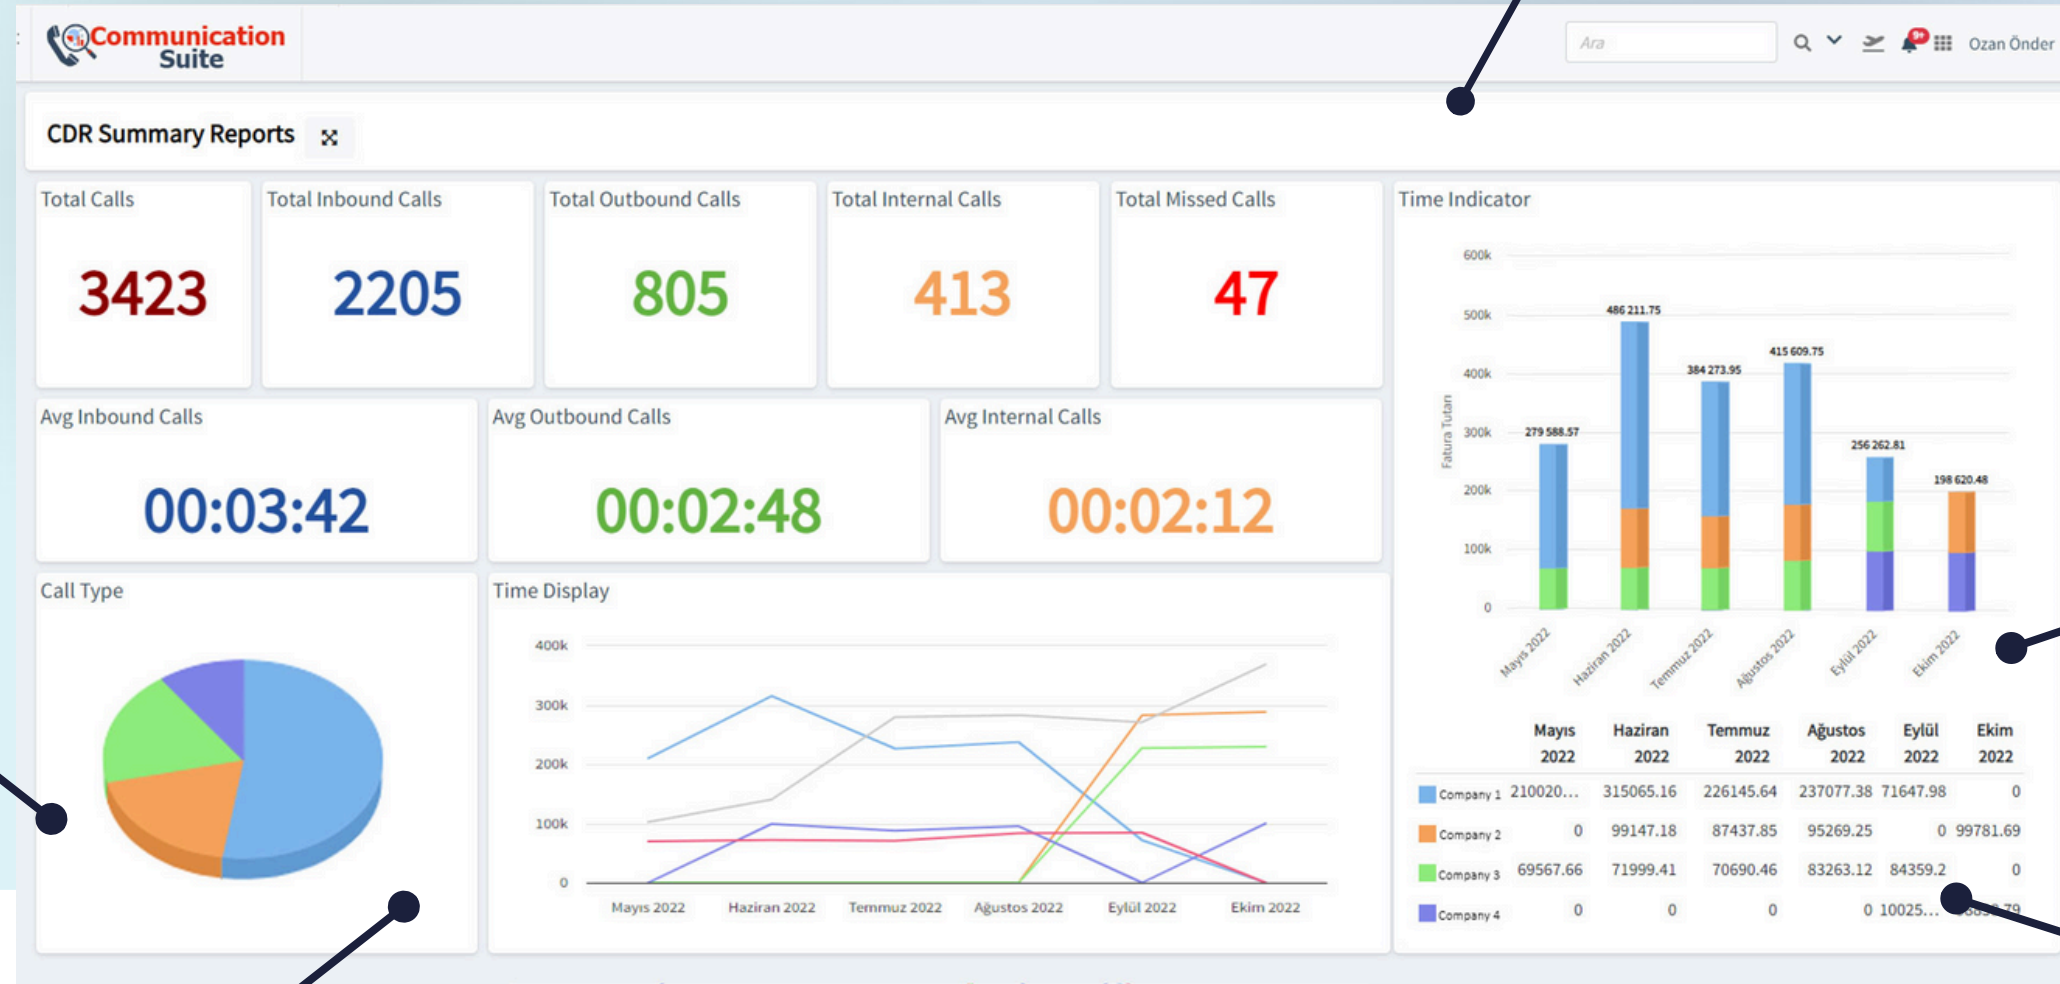 Communication
Suite
Ara
9+
Ozan Önder
CDR Summary Reports
Total Calls
3423
Total Inbound Calls
2205
Total Outbound Calls
805
Total Internal Calls
413
Total Missed Calls
47
Avg Inbound Calls
00:03:42
Avg Outbound Calls
00:02:48
Avg Internal Calls
00:02:12
Call Type
Time Display
400k
300k
200k
100k
0
Mayıs 2022 Haziran 2022 Temmuz 2022 Ağustos 2022 Eylül 2022 Ekim 2022
Time Indicator
Fatura Tutarı
600k
500k
400k
300k
200k
100k
0
279 588.57
486 211.75
384 273.95
415 609.75
256 262.81
198 620.48
Mayıs 2022 Haziran 2022 Temmuz 2022 Ağustos 2022 Eylül 2022 Ekim 2022
Mayıs Haziran Temmuz Ağustos Eylül Ekim
2022 2022 2022 2022 2022 2022
Company 1 210020... 315065.16 226145.64 237077.38 71647.98 0
Company 2 0 99147.18 87437.85 95269.25 0 99781.69
Company 3 69567.66 71999.41 70690.46 83263.12 84359.2 0
Company 4 0 0 0 0 10025...